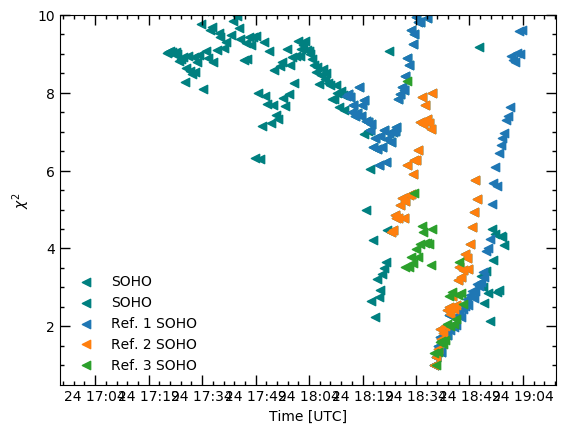 10
8
6
4
2
χ²
SOHO
SOHO
Ref. 1 SOHO
Ref. 2 SOHO
Ref. 3 SOHO
24 17:04 24 17:19 24 17:34 24 17:49 24 18:04 24 18:19 24 18:34 24 18:49 24 19:04
Time [UTC]